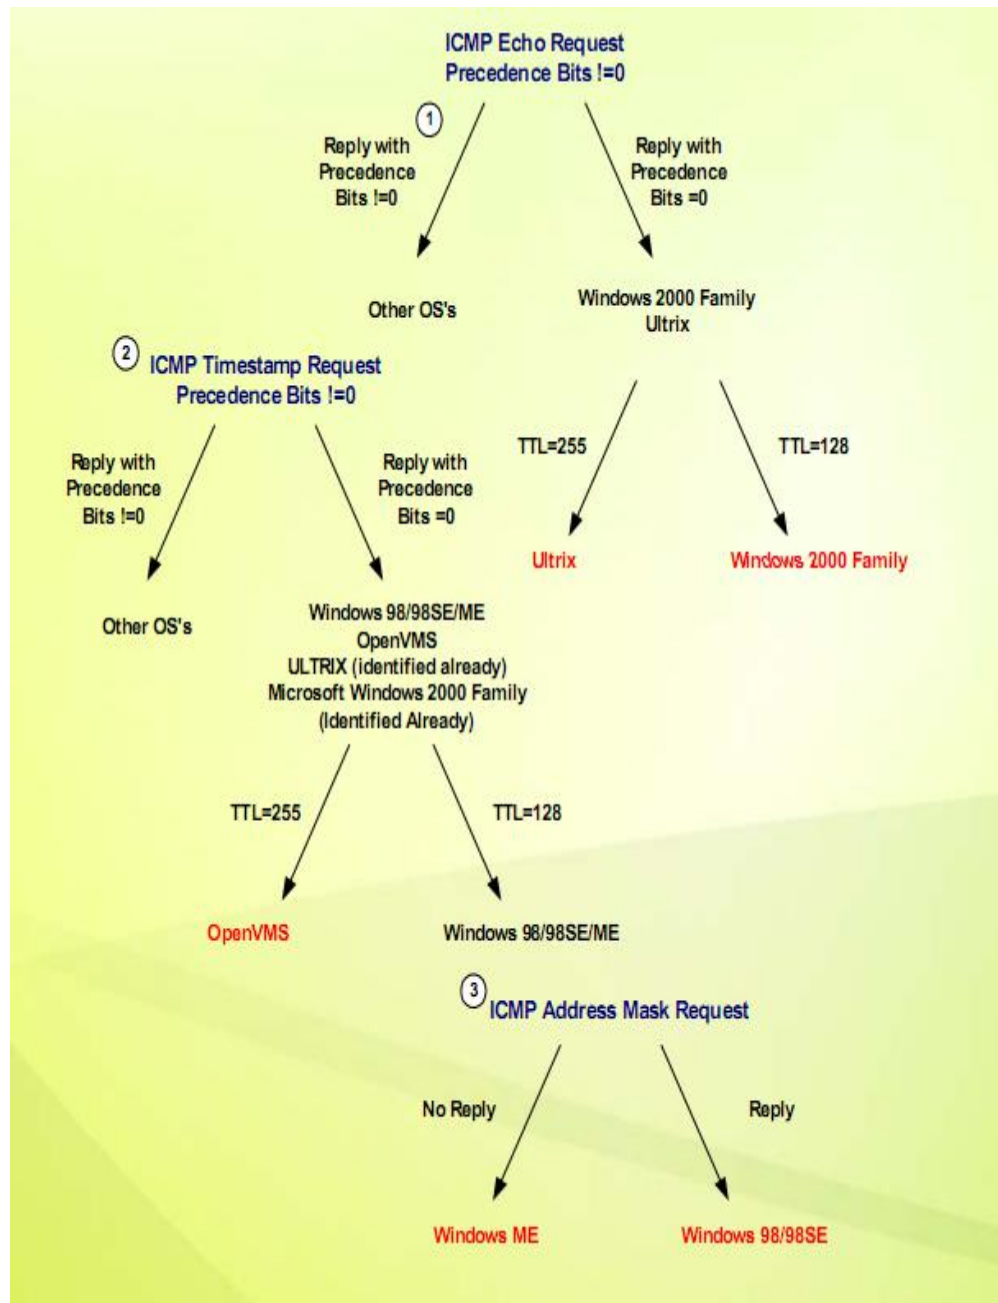 ICMP Echo Request
Precedence Bits !=0
1
Reply with
Precedence
Bits !=0
Reply with
Precedence
Bits =0
Other OS's
Windows 2000 Family
Ultrix
2
ICMP Timestamp Request
Precedence Bits !=0
TTL=255
TTL=128
Reply with
Precedence
Bits !=0
Reply with
Precedence
Bits =0
Ultrix
Windows 2000 Family
Other OS's
Windows 98/98SE/ME
OpenVMS
ULTRIX (identified already)
Microsoft Windows 2000 Family
(Identified Already)
TTL=255
TTL=128
OpenVMS
Windows 98/98SE/ME
3
ICMP Address Mask Request
No Reply
Reply
Windows ME
Windows 98/98SE